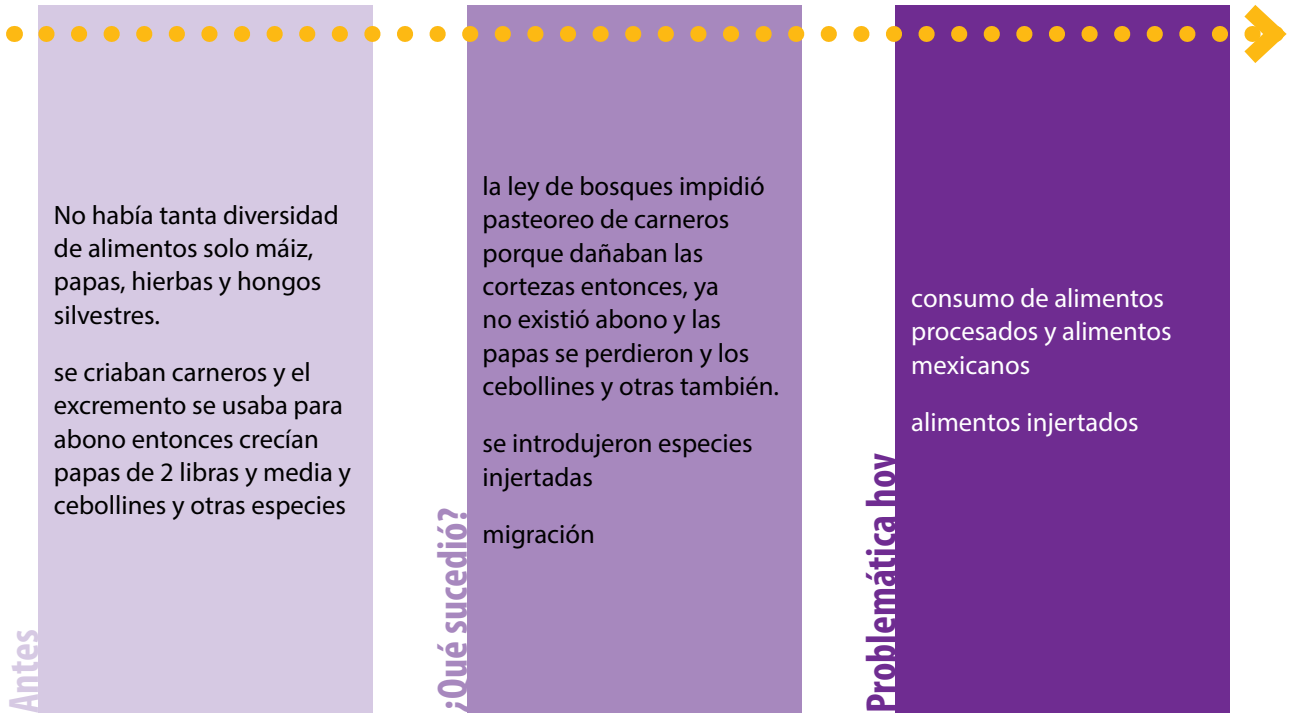 Antes
No había tanta diversidad
de alimentos solo máiz,
papas, hierbas y hongos
silvestres.
se criaban carneros y el
excremento se usaba para
abono entonces crecían
papas de 2 libras y media y
cebollines y otras especies
¿Qué sucedió?
la ley de bosques impidió
pasteoreo de carneros
porque dañaban las
cortezas entonces, ya
no existió abono y las
papas se perdieron y los
cebollines y otras también.
se introdujeron especies
injertadas
migración
Problemática hoy
consumo de alimentos
procesados y alimentos
mexicanos
alimentos injertados